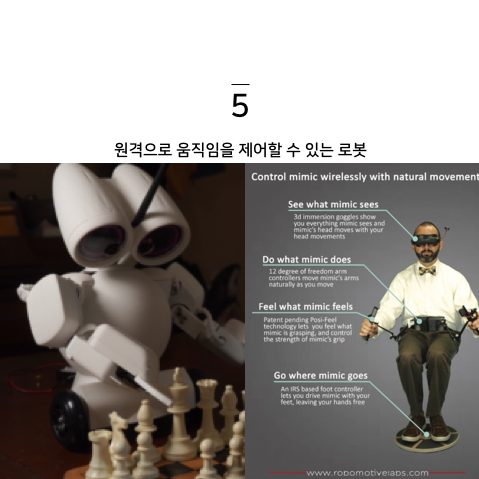 5
원격으로 움직임을 제어할 수 있는 로봇
Control mimic wirelessly with natural movement
See what mimic sees
3d immersion goggles show
you everything mimic sees and
mimic's head moves with your
head movements
Do what mimic does
12 degree of freedom arm
controllers move mimic's arms
naturally as you move
Feel what mimic feels
Patent pending Posi-Feel
technology lets you feel what
mimic is grasping, and control
the strength of mimic's grip
Go where mimic goes
An IRS based foot controller
lets you drive mimic with your
feet, leaving your hands free
www.robomotivelabs.com